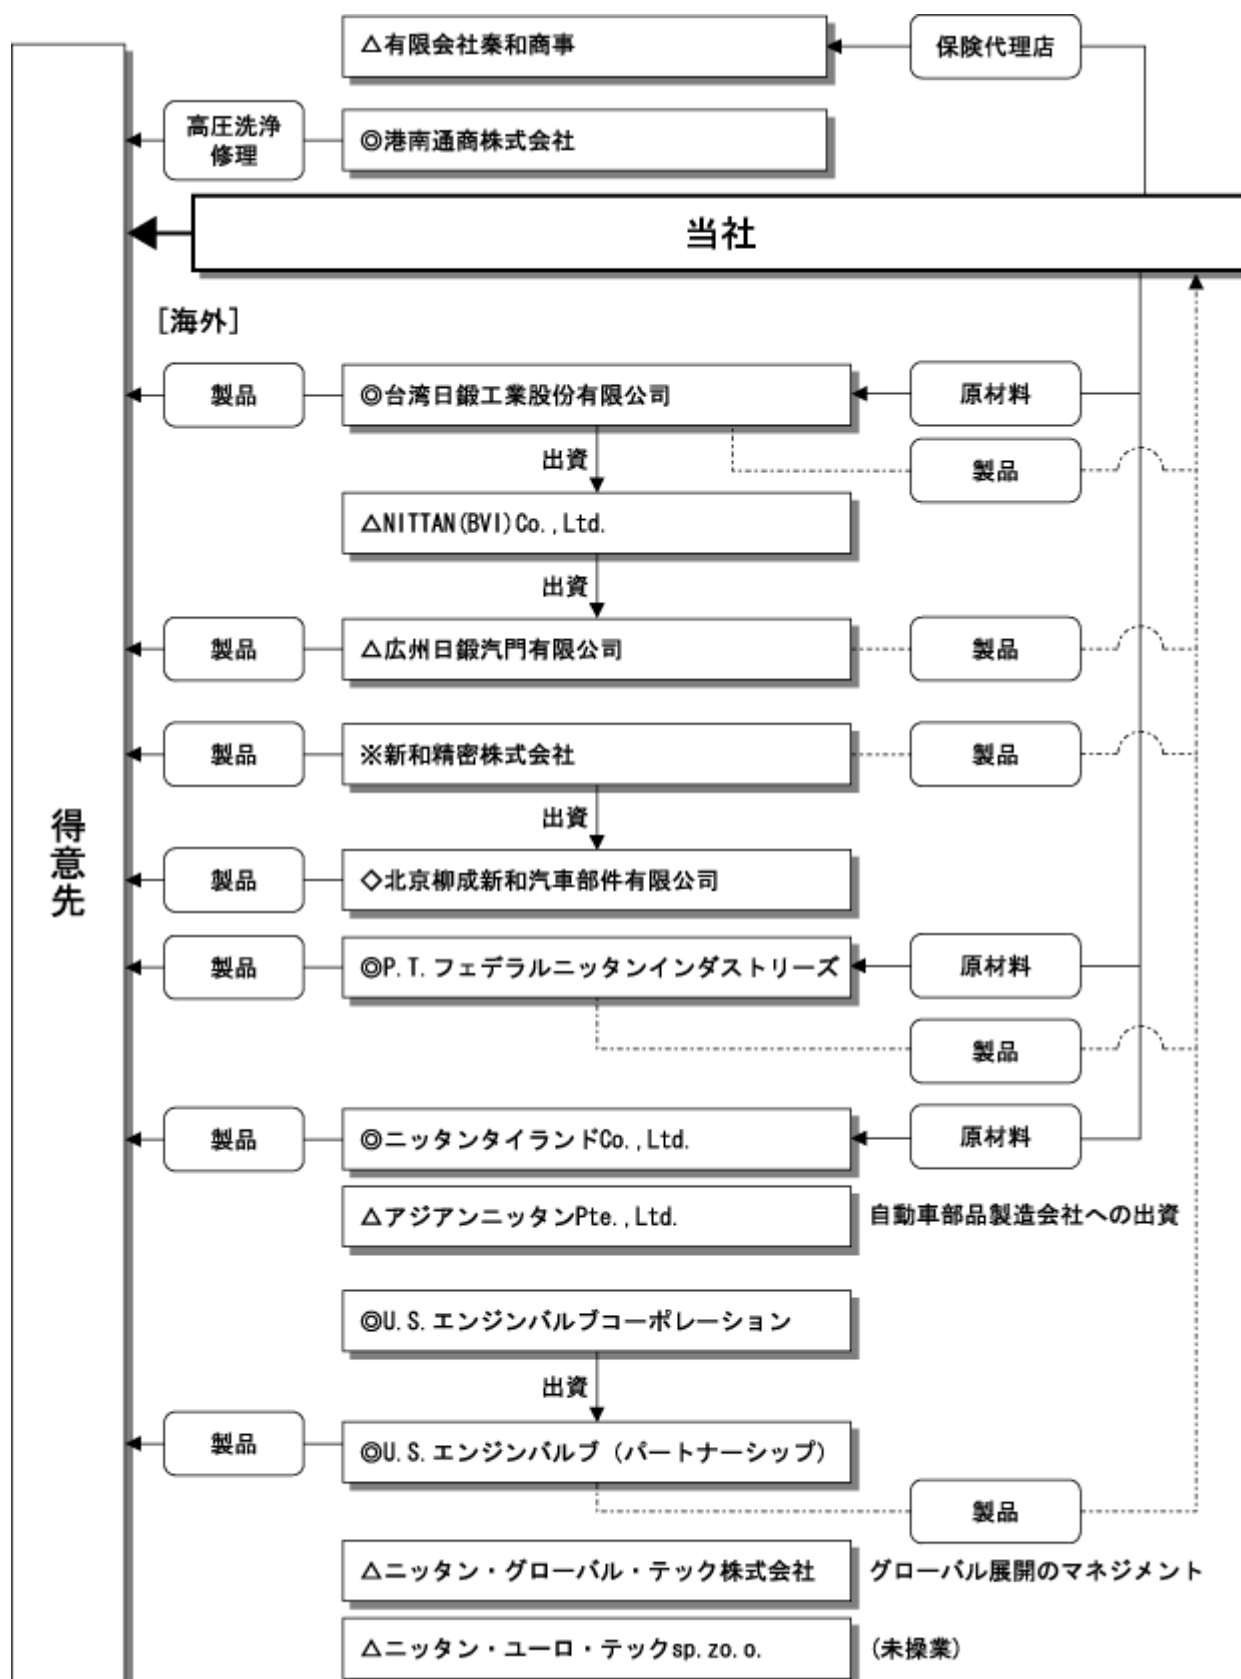 △有限会社秦和商事
保険代理店
高圧洗浄
修理
◎港南通商株式会社
当社
[海外]
製品
◎台湾日鍛工業股份有限公司
原材料
出資
製品
△NITTAN(BVI)Co.,Ltd.
出資
製品
△広州日鍛汽門有限公司
製品
製品
※新和精密株式会社
製品
出資
得意先
製品
◇北京柳成新和汽車部件有限公司
製品
◎P.T.フェデラルニッタンインダストリーズ
原材料
製品
製品
◎ニッタンタイランドCo.,Ltd.
原材料
△アジアンニッタンPte.,Ltd.
自動車部品製造会社への出資
◎U.S.エンジンバルブコーポレーション
出資
製品
◎U.S.エンジンバルブ（パートナーシップ）
製品
△ニッタン・グローバル・テック株式会社
グローバル展開のマネジメント
△ニッタン・ユーロ・テックsp.zo.o.
(未操業)